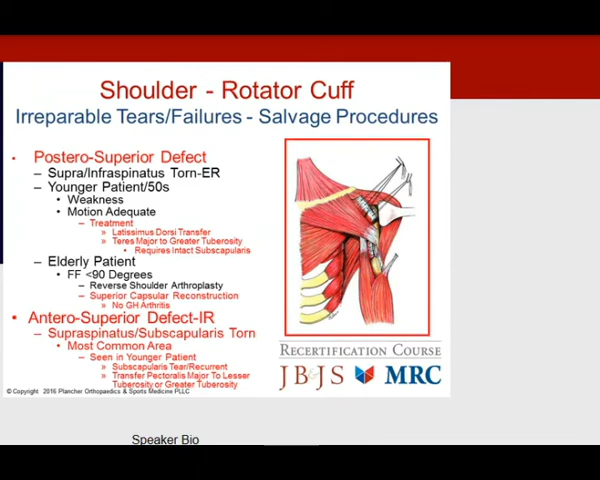 Shoulder - Rotator Cuff
Irreparable Tears/Failures - Salvage Procedures
• Postero-Superior Defect
– Supra/Infraspinatus Torn-ER
– Younger Patient/50s
• Weakness
• Motion Adequate
– Treatment
» Latissimus Dorsi Transfer
» Teres Major to Greater Tuberosity
• Requires Intact Subscapularis
– Elderly Patient
• FF <90 Degrees
– Reverse Shoulder Arthroplasty
– Superior Capsular Reconstruction
» No GH Arthritis
• Antero-Superior Defect-IR
– Supraspinatus/Subscapularis Torn
• Most Common Area
– Seen in Younger Patient
» Subscapularis Tear/Recurrent
» Transfer Pectoralis Major To Lesser
Tuberosity or Greater Tuberosity
© Copyright 2016 Plancher Orthopaedics & Sports Medicine PLLC
RECERTIFICATION COURSE
JB&JS MRC
Speaker Bio